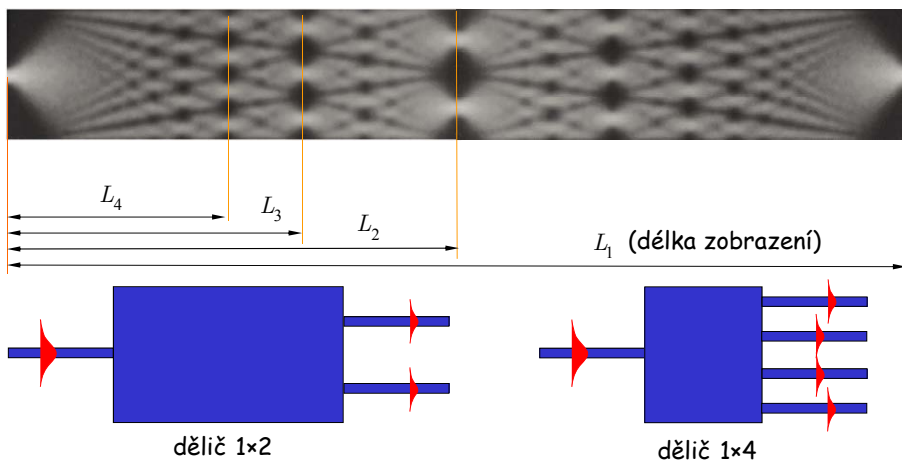 L₄
L₃
L₂
L₁ (délka zobrazení)
dělič 1×2
dělič 1×4